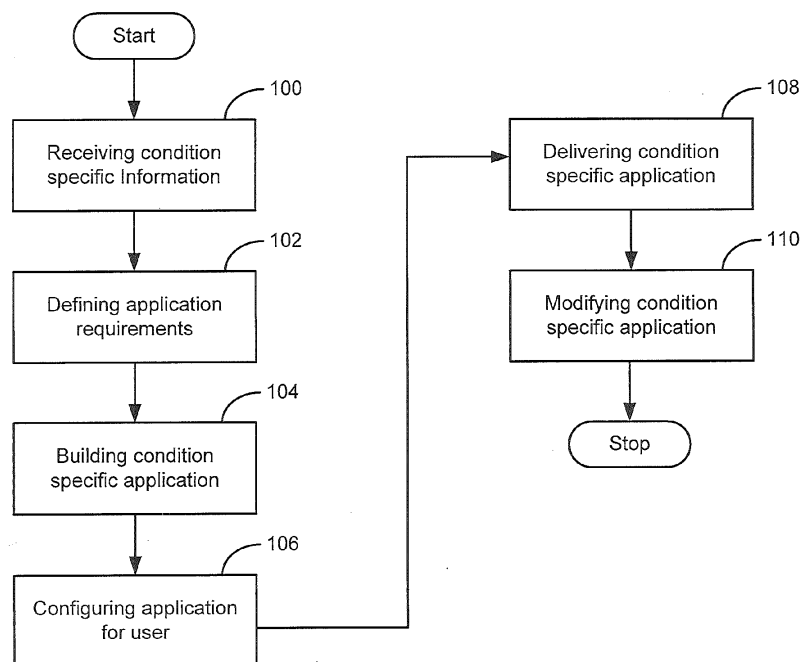 Start
100
Receiving condition
specific Information
102
Defining application
requirements
104
Building condition
specific application
106
Configuring application
for user
108
Delivering condition
specific application
110
Modifying condition
specific application
Stop